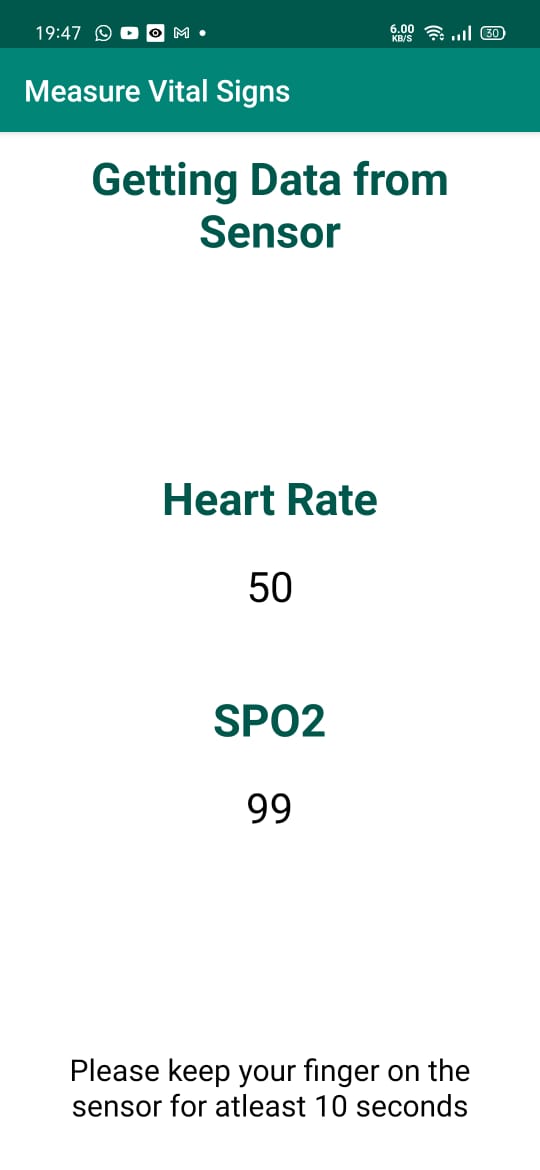 19:47
6.00
KB/S
30
Measure Vital Signs
Getting Data from
Sensor
Heart Rate
50
SPO2
99
Please keep your finger on the
sensor for atleast 10 seconds